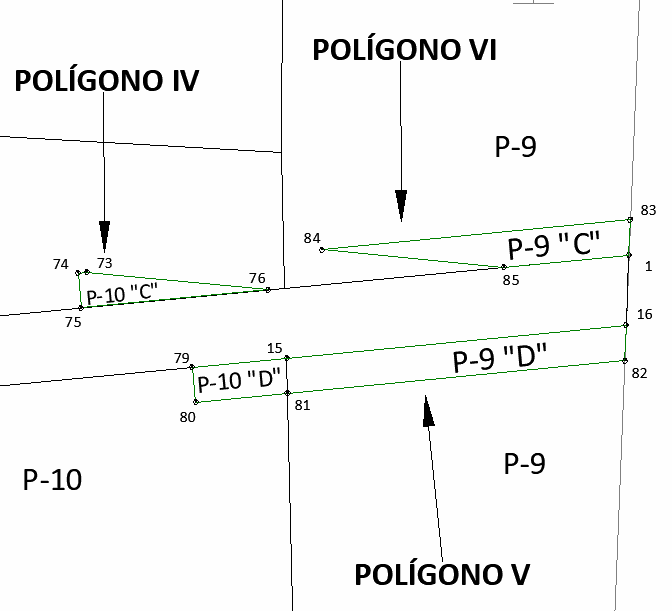 POLÍGONO VI
POLÍGONO IV
P-9
83
84
P-9 "C"
74
73
76
1
85
P-10 "C"
75
16
15
79
P-9 "D"
82
P-10 "D"
81
80
P-10
P-9
POLÍGONO V